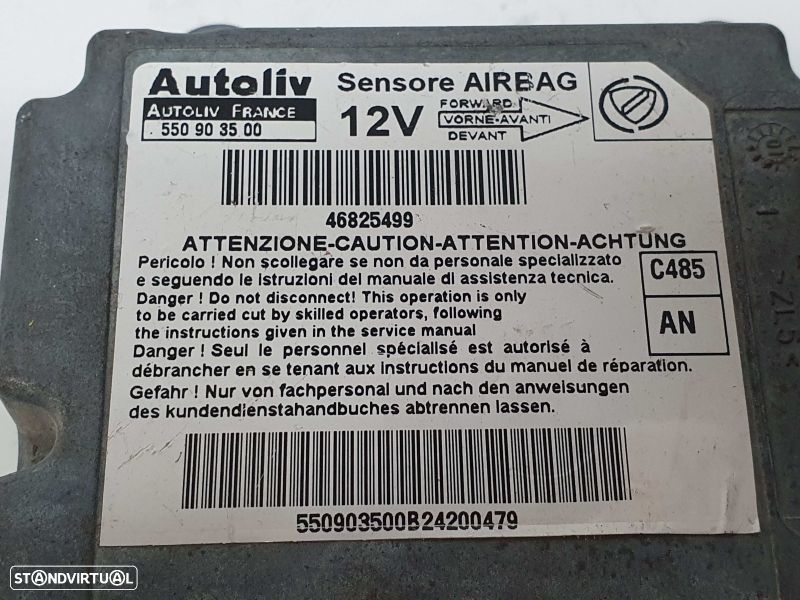 Autoliv Sensore AIRBAG
AUTOLIV FRANCE
550 90 35 00
12V
FORWARD
VORNE-AVANTI
DEVANT
46825499
ATTENZIONE-CAUTION-ATTENTION-ACHTUNG
Pericolo ! Non scollegare se non da personale specializzato
e seguendo le istruzioni del manuale di assistenza tecnica.
Danger ! Do not disconnect! This operation is only
to be carried cut by skilled operators, following
the instructions given in the service manual
Danger ! Seul le personnel spécialisé est autorisé à
débrancher en se tenant aux instructions du manuel de réparation.
Gefahr ! Nur von fachpersonal und nach den anweisungen
des kundendienstahandbuches abtrennen lassen.
C485
AN
550903500B24200479
>ZL5<
STANDVIRTUAL